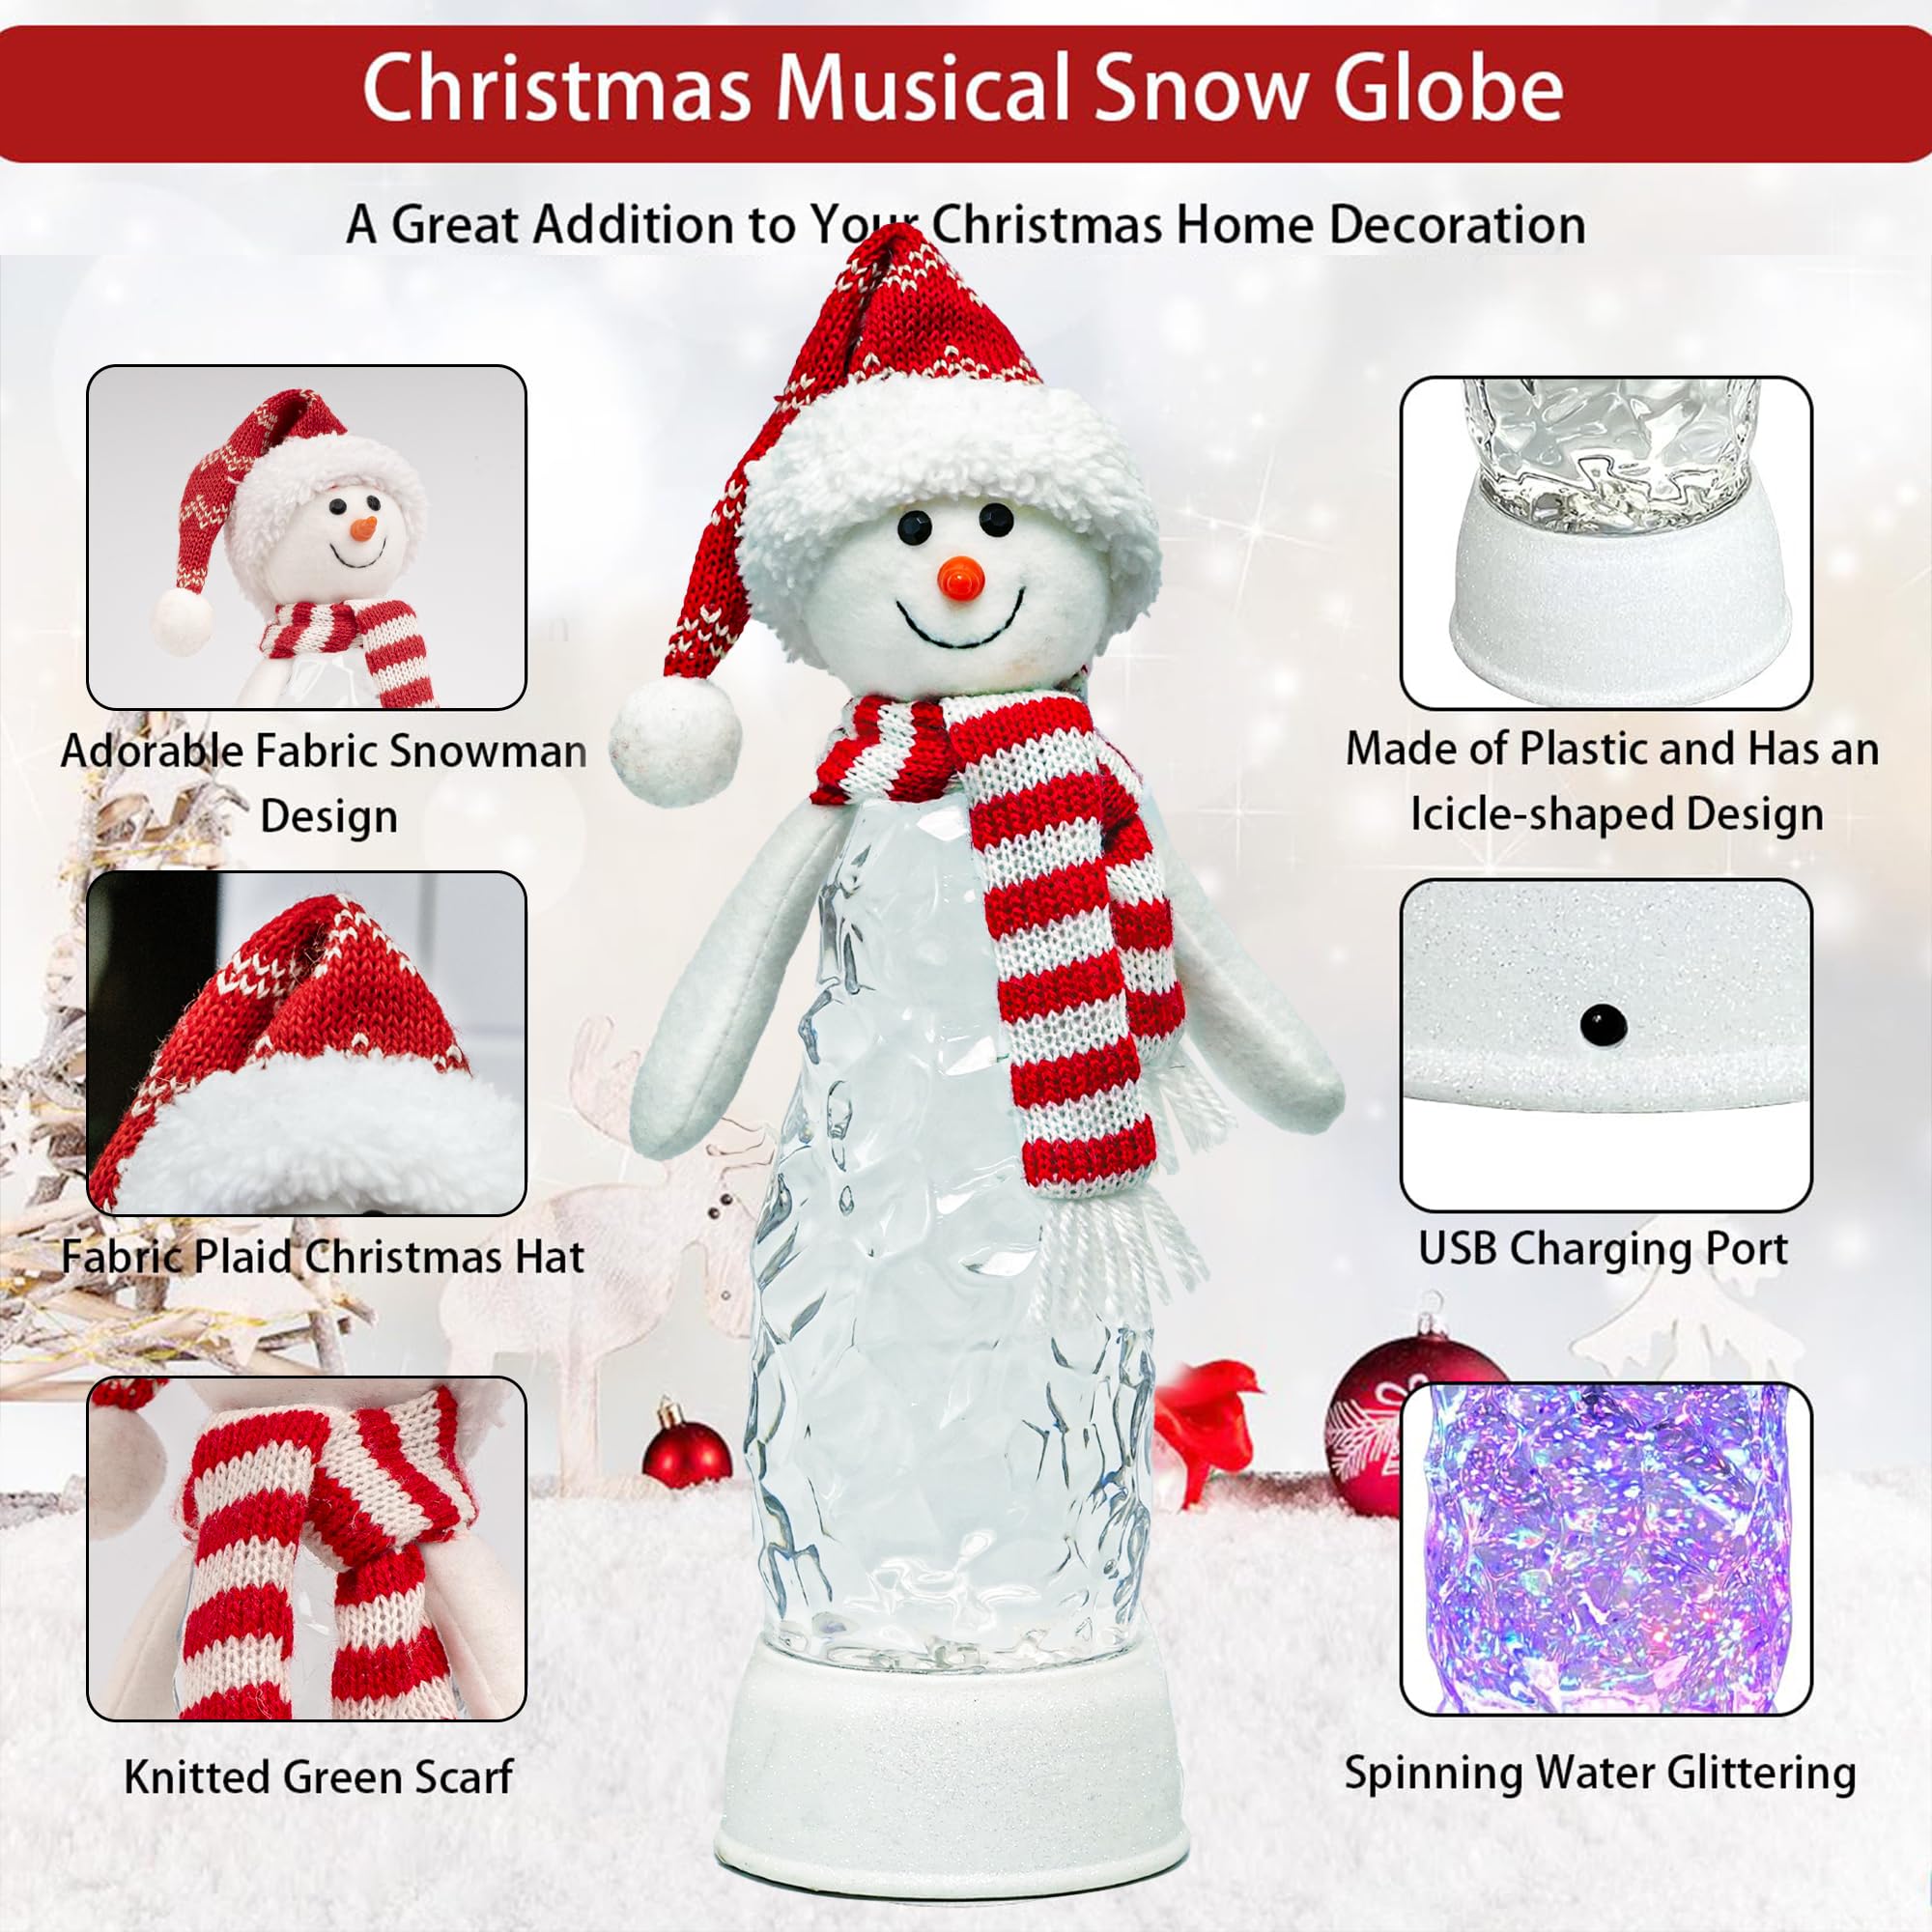 Christmas Musical Snow Globe
A Great Addition to Your Christmas Home Decoration
Adorable Fabric Snowman
Design
Made of Plastic and Has an
Icicle-shaped Design
Fabric Plaid Christmas Hat
USB Charging Port
Knitted Green Scarf
Spinning Water Glittering